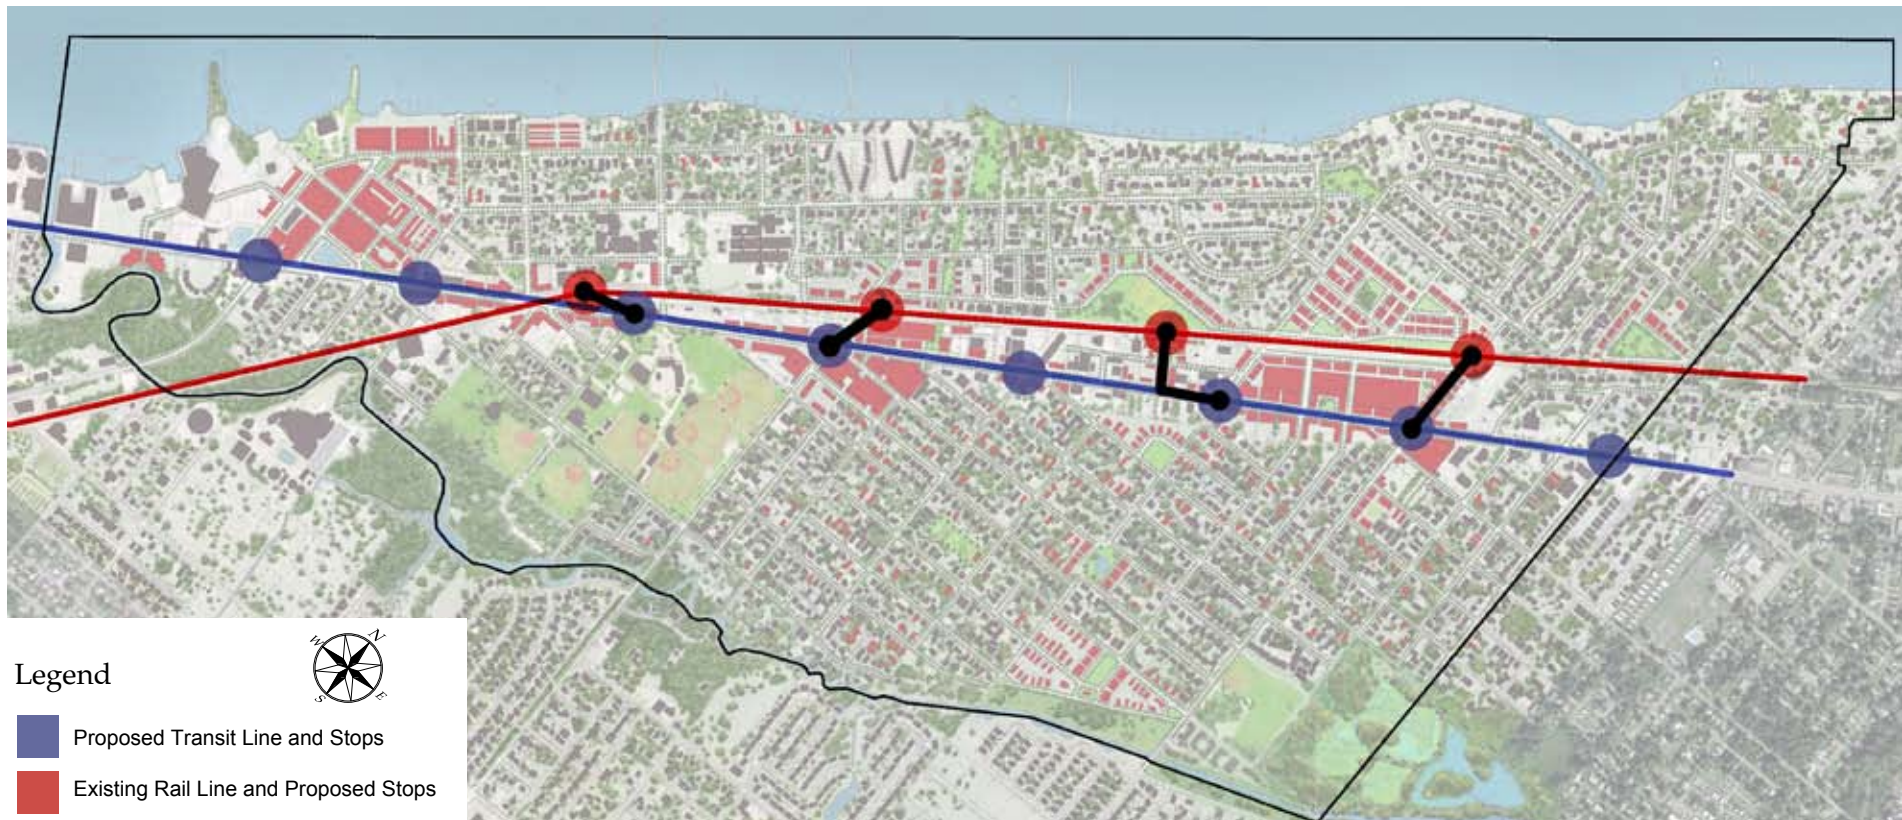 Legend
W
N
S
E
Proposed Transit Line and Stops
Existing Rail Line and Proposed Stops